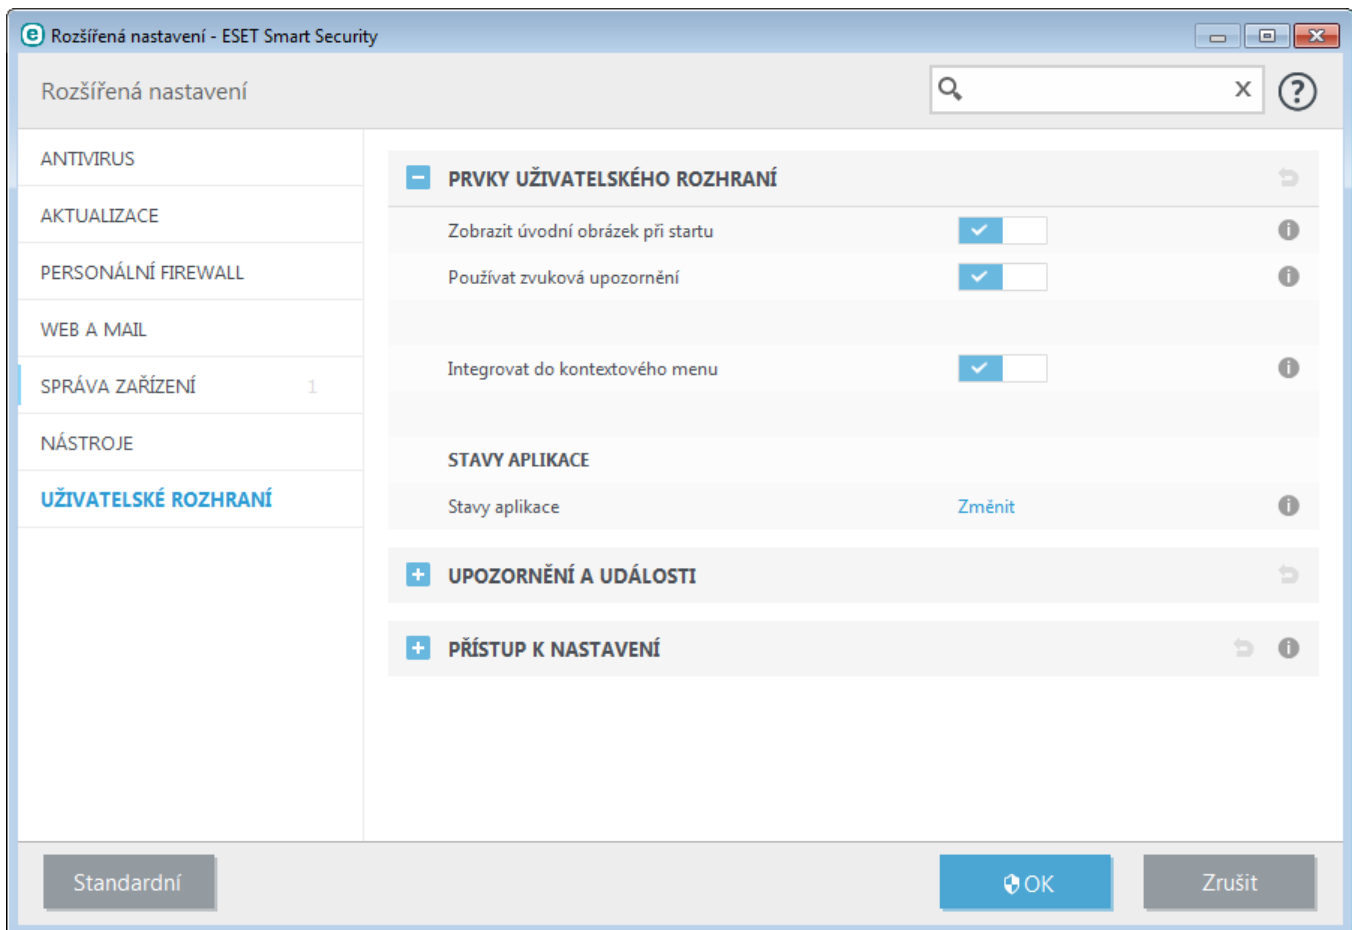 Rozšířená nastavení - ESET Smart Security
Rozšířená nastavení
ANTIVIRUS
AKTUALIZACE
PERSONÁLNÍ FIREWALL
WEB A MAIL
SPRÁVA ZAŘÍZENÍ 1
NÁSTROJE
UŽIVATELSKÉ ROZHRANÍ
PRVKY UŽIVATELSKÉHO ROZHRANÍ
Zobrazit úvodní obrázek při startu
Používat zvuková upozornění
Integrovat do kontextového menu
STAVY APLIKACE
Stavy aplikace Změnit
UPOZORNĚNÍ A UDÁLOSTI
PŘÍSTUP K NASTAVENÍ
Standardní OK Zrušit